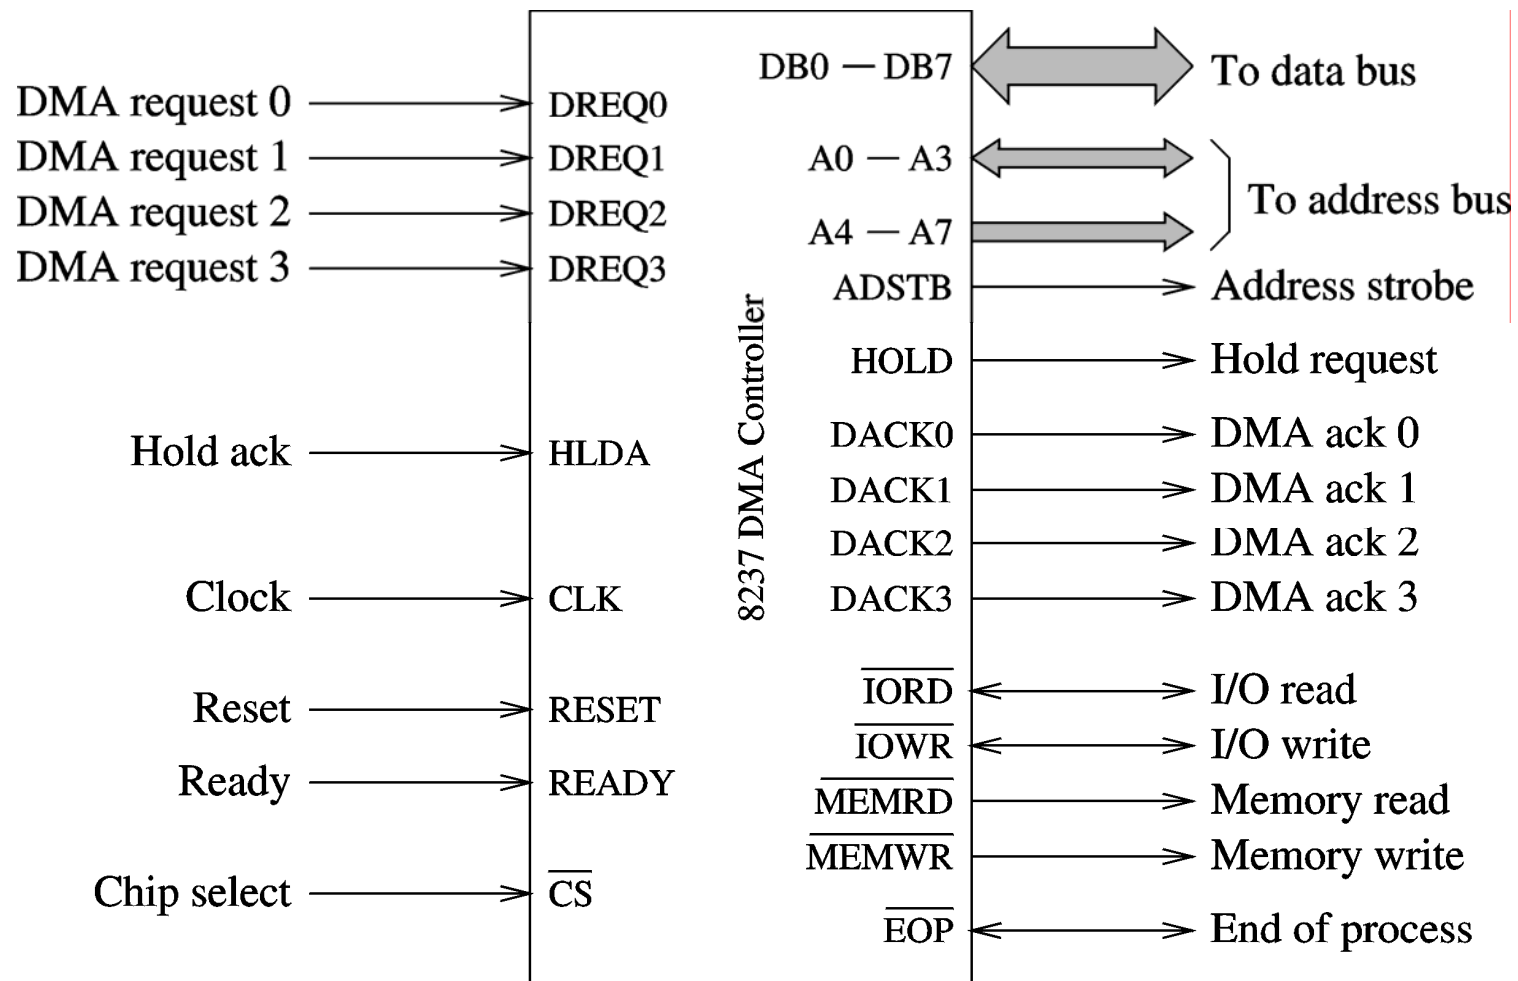 DB0 — DB7 To data bus
DMA request 0 DREQ0
DMA request 1 DREQ1 A0 — A3
To address bus
DMA request 2 DREQ2 A4 — A7
DMA request 3 DREQ3 ADSTB Address strobe
8237 DMA Controller
HOLD Hold request
DACK0 DMA ack 0
Hold ack HLDA
DACK1 DMA ack 1
DACK2 DMA ack 2
Clock CLK DACK3 DMA ack 3
IORD I/O read
Reset RESET
IOWR I/O write
Ready READY MEMRD Memory read
MEMWR Memory write
Chip select CS
EOP End of process